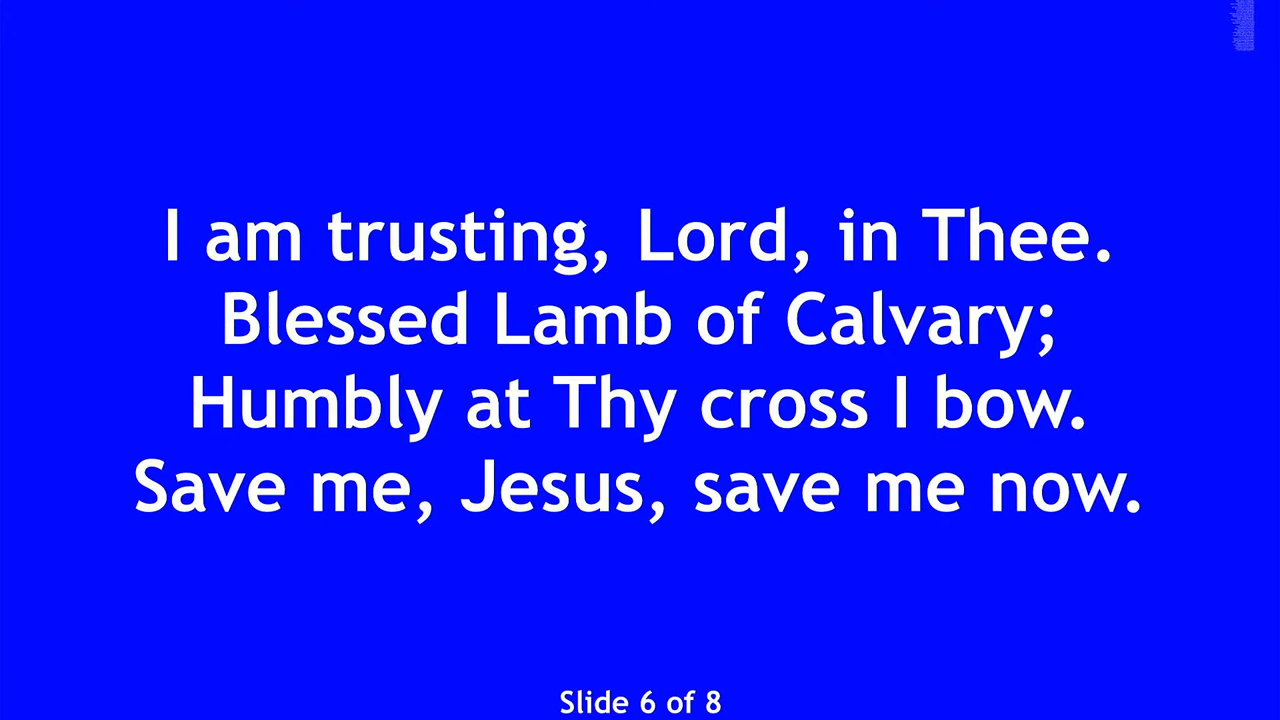 I am trusting, Lord, in Thee.
Blessed Lamb of Calvary;
Humbly at Thy cross I bow.
Save me, Jesus, save me now.
Slide 6 of 8